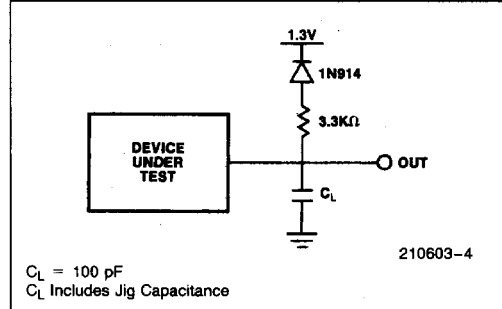 1.3V
1N914
3.3KΩ
DEVICE
UNDER
TEST
OUT
CL
210603-4
CL = 100 pF
CL Includes Jig Capacitance